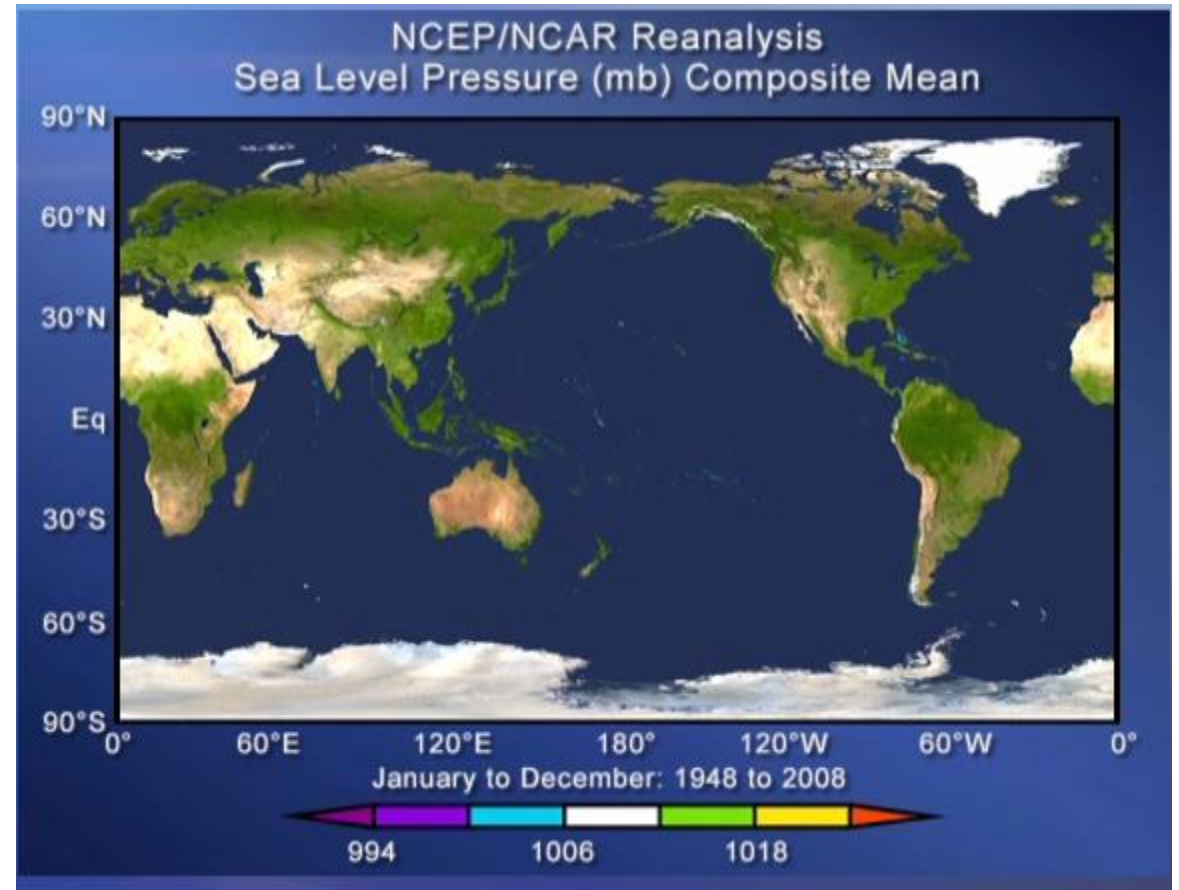 NCEP/NCAR Reanalysis
Sea Level Pressure (mb) Composite Mean
90°N
60°N
30°N
Eq
30°S
60°S
90°S
0° 60°E 120°E 180° 120°W 60°W 0°
January to December: 1948 to 2008
994 1006 1018